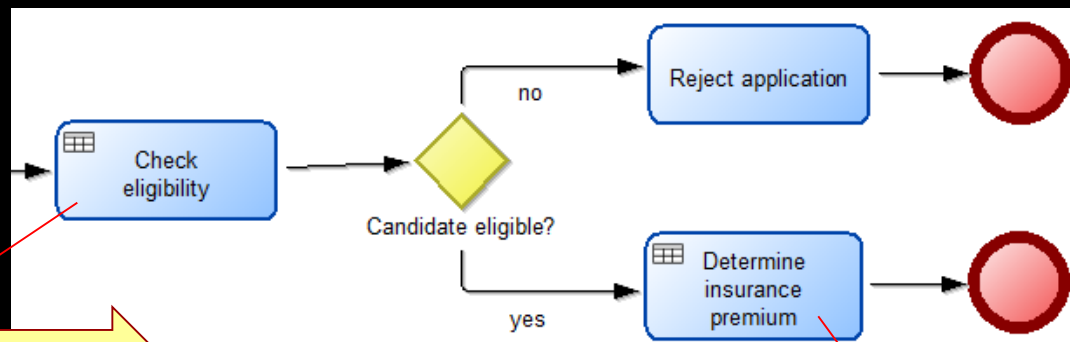 no
Reject application
Check
eligibility
Candidate eligible?
yes
Determine
insurance
premium